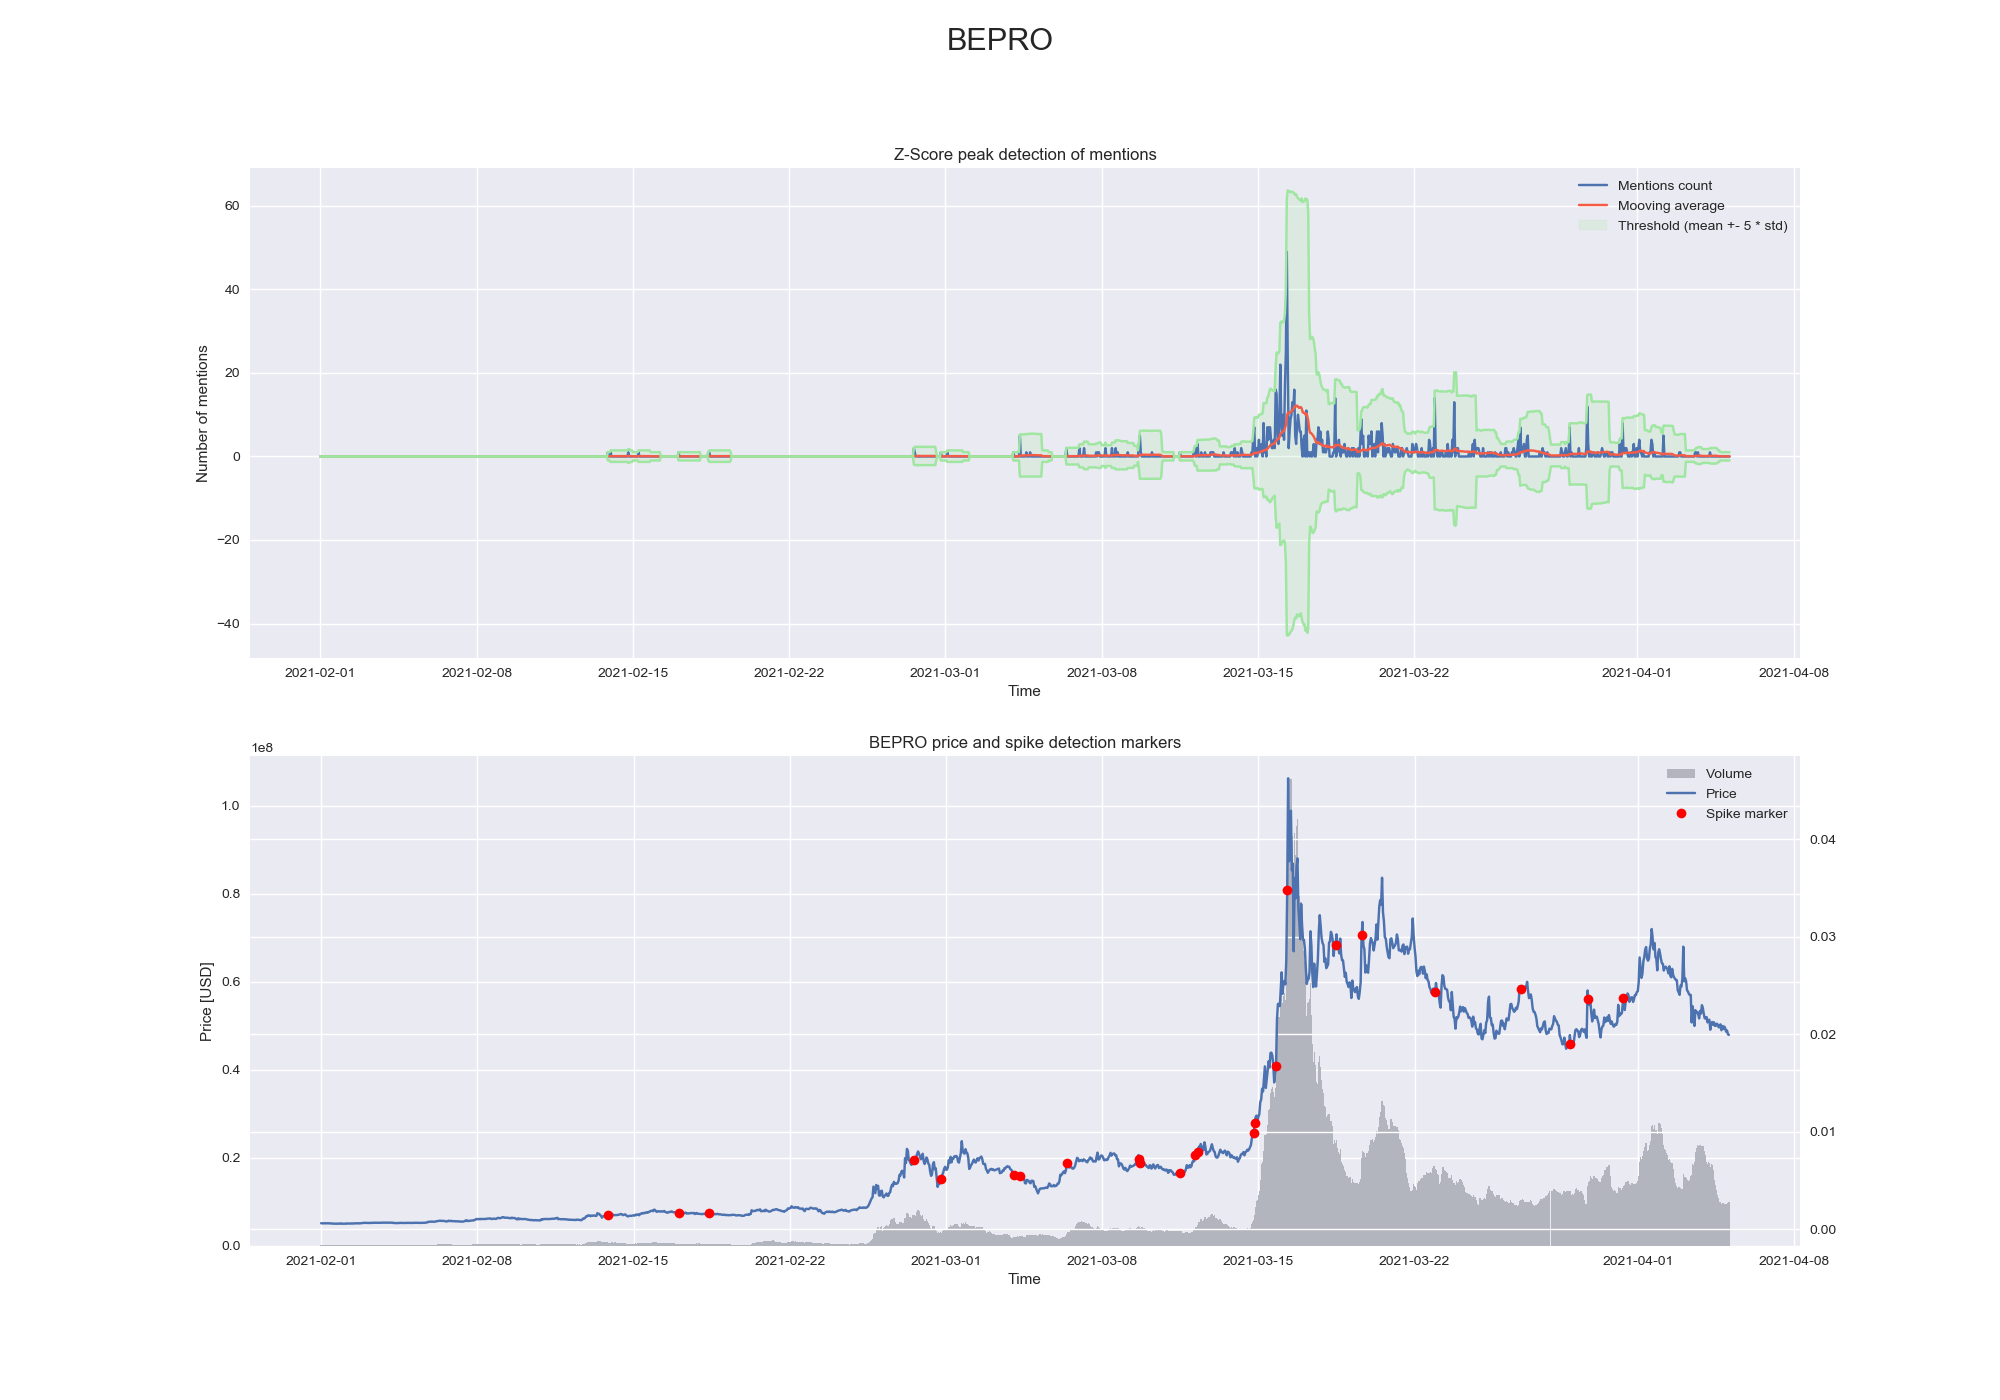 BEPRO
Z-Score peak detection of mentions
Mentions count
Mooving average
Threshold (mean +- 5 * std)
Number of mentions
60
40
20
0
−20
−40
2021-02-01 2021-02-08 2021-02-15 2021-02-22 2021-03-01 2021-03-08 2021-03-15 2021-03-22 2021-04-01 2021-04-08
Time
BEPRO price and spike detection markers
1e8
Volume
Price
Spike marker
Price [USD]
1.0
0.8
0.6
0.4
0.2
0.0
0.04
0.03
0.02
0.01
0.00
2021-02-01 2021-02-08 2021-02-15 2021-02-22 2021-03-01 2021-03-08 2021-03-15 2021-03-22 2021-04-01 2021-04-08
Time